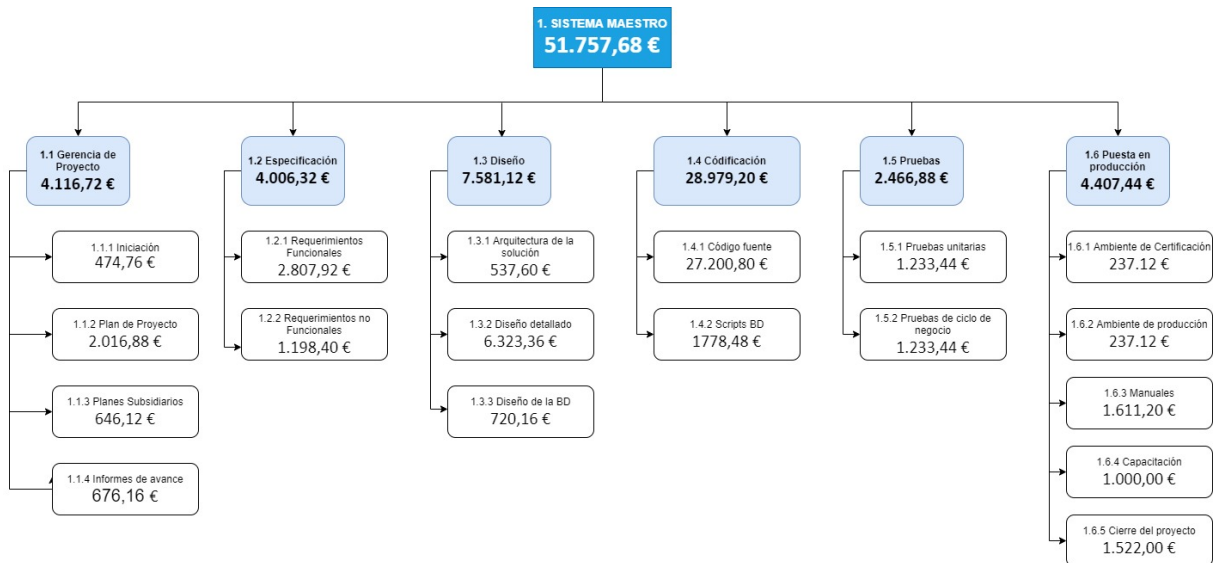 1. SISTEMA MAESTRO
51.757,68 €
1.1 Gerencia de
Proyecto
4.116,72 €
1.1.1 Iniciación
474,76 €
1.1.2 Plan de Proyecto
2.016,88 €
1.1.3 Planes Subsidiarios
646,12 €
1.1.4 Informes de avance
676,16 €
1.2 Especificación
4.006,32 €
1.2.1 Requerimientos
Funcionales
2.807,92 €
1.2.2 Requerimientos no
Funcionales
1.198,40 €
1.3 Diseño
7.581,12 €
1.3.1 Arquitectura de la
solución
537,60 €
1.3.2 Diseño detallado
6.323,36 €
1.3.3 Diseño de la BD
720,16 €
1.4 Códificación
28.979,20 €
1.4.1 Código fuente
27.200,80 €
1.4.2 Scripts BD
1778,48 €
1.5 Pruebas
2.466,88 €
1.5.1 Pruebas unitarias
1.233,44 €
1.5.2 Pruebas de ciclo de
negocio
1.233,44 €
1.6 Puesta en
producción
4.407,44 €
1.6.1 Ambiente de Certificación
237.12 €
1.6.2 Ambiente de producción
237.12 €
1.6.3 Manuales
1.611,20 €
1.6.4 Capacitación
1.000,00 €
1.6.5 Cierre del proyecto
1.522,00 €